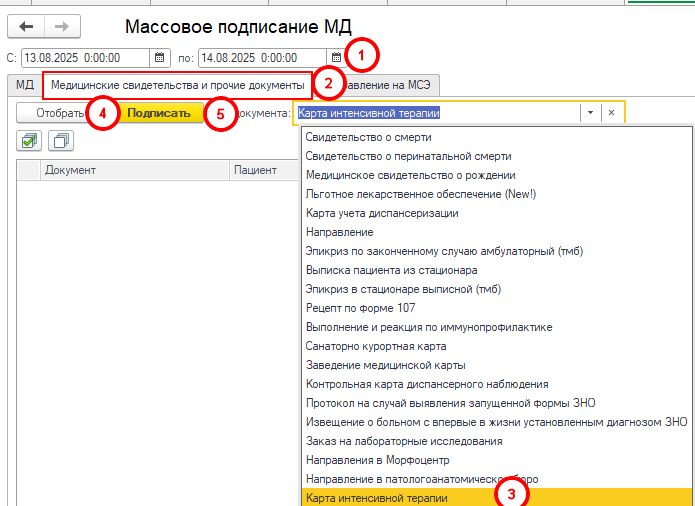 Массовое подписание МД
С: 13.08.2025 0:00:00 по: 14.08.2025 0:00:00 1
МД Медицинские свидетельства и прочие документы 2 авление на МСЭ
Отобрать 4 Подписать 5 окумента: Карта интенсивной терапии
Документ Пациент
Свидетельство о смерти
Свидетельство о перинатальной смерти
Медицинское свидетельство о рождении
Льготное лекарственное обеспечение (New!)
Карта учета диспансеризации
Направление
Эпикриз по законченному случаю амбулаторный (тмб)
Выписка пациента из стационара
Эпикриз в стационаре выписной (тмб)
Рецепт по форме 107
Выполнение и реакция по иммунопрофилактике
Санаторно курортная карта
Заведение медицинской карты
Контрольная карта диспансерного наблюдения
Протокол на случай выявления запущенной формы ЗНО
Извещение о больном с впервые в жизни установленным диагнозом ЗНО
Заказ на лабораторные исследования
Направления в Морфоцентр
Направление в патологоанатомическое бюро
Карта интенсивной терапии 3